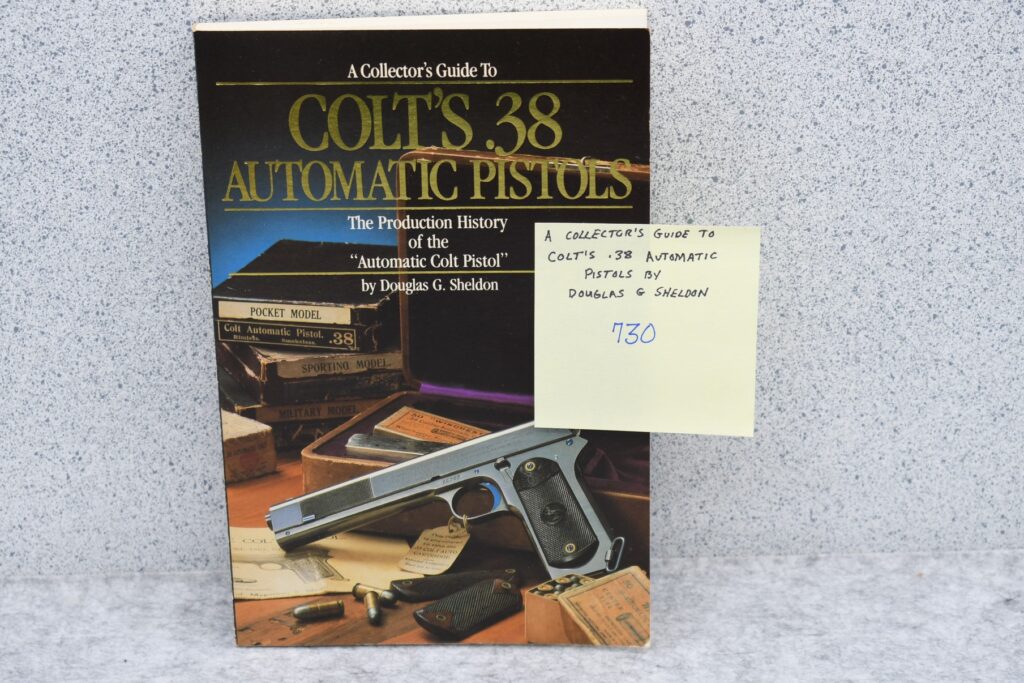 A Collector's Guide To
COLT'S .38
AUTOMATIC PISTOLS
The Production History
of the
"Automatic Colt Pistol"
by Douglas G. Sheldon
POCKET MODEL
Colt Automatic Pistol.
Rimless. Smokeless. .38
SPORTING MODEL
MILITARY MODEL
A COLLECTOR'S GUIDE TO
COLT'S .38 AUTOMATIC
PISTOLS BY
DOUGLAS G SHELDON
730